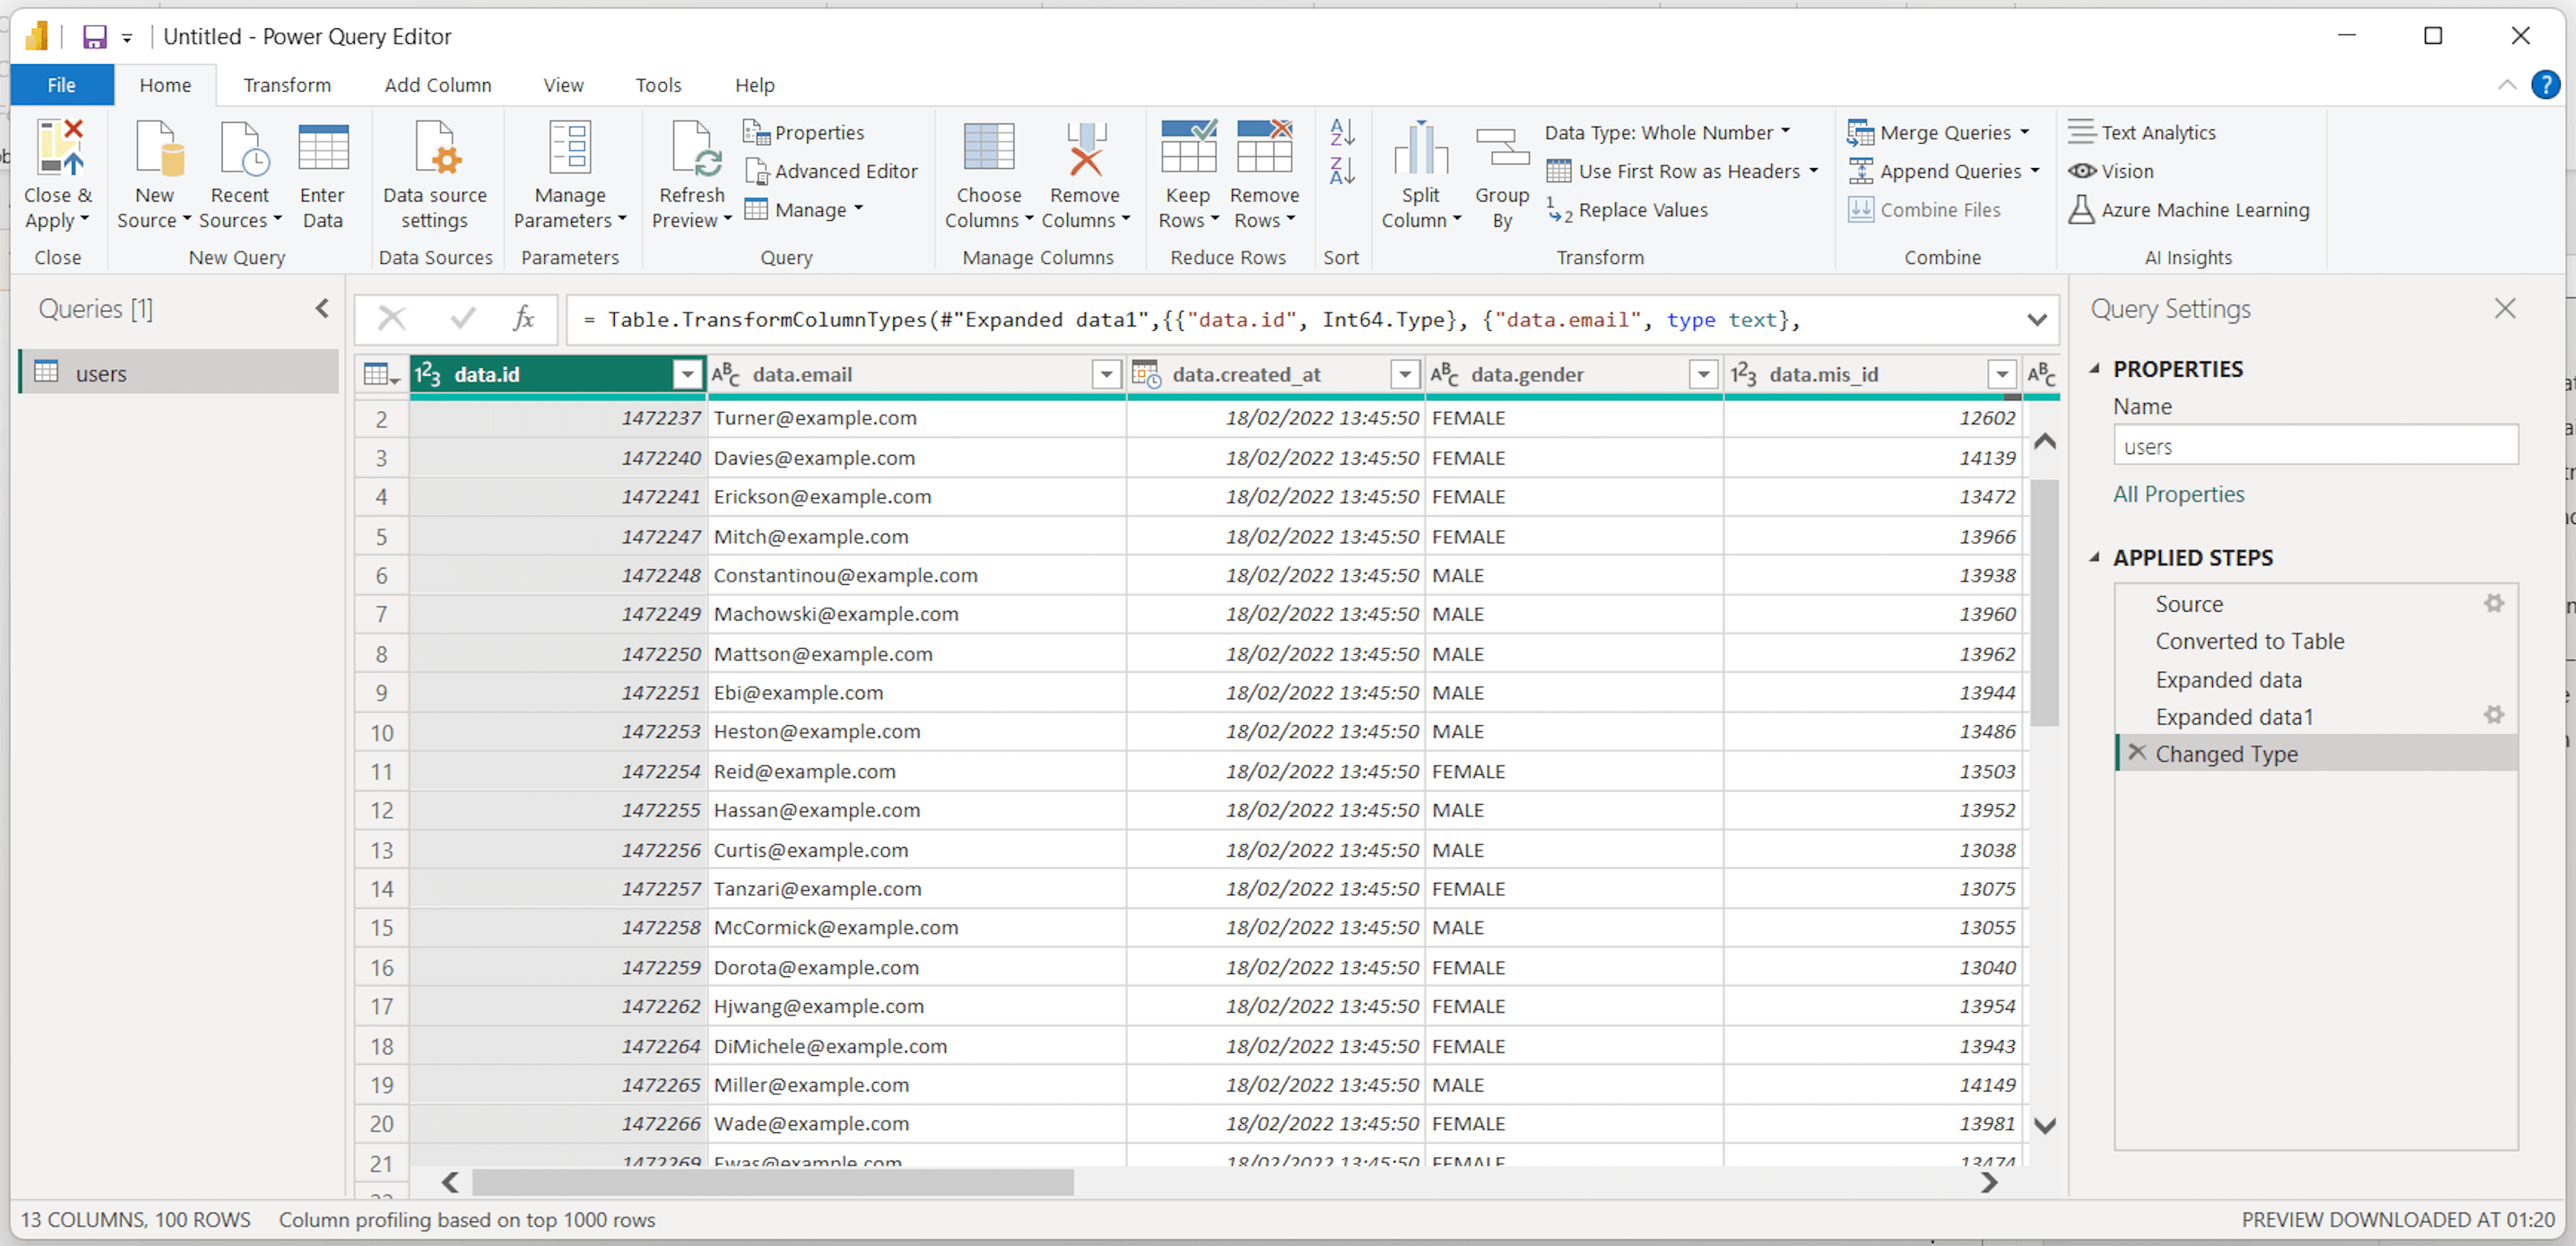 Untitled - Power Query Editor
File Home Transform Add Column View Tools Help
Close & Apply
New Source
Recent Sources
Enter Data
Data source settings
Manage Parameters
Refresh Preview
Properties
Advanced Editor
Manage
Choose Columns
Remove Columns
Keep Rows
Remove Rows
Split Column
Group By
Data Type: Whole Number
Use First Row as Headers
Replace Values
Merge Queries
Append Queries
Combine Files
Text Analytics
Vision
Azure Machine Learning
Close New Query Data Sources Parameters Query Manage Columns Reduce Rows Sort Transform Combine AI Insights
Queries [1]
users
fx = Table.TransformColumnTypes(#"Expanded data1",{{"data.id", Int64.Type}, {"data.email", type text},
data.id data.email data.created_at data.gender data.mis_id
2 1472237 Turner@example.com 18/02/2022 13:45:50 FEMALE 12602
3 1472240 Davies@example.com 18/02/2022 13:45:50 FEMALE 14139
4 1472241 Erickson@example.com 18/02/2022 13:45:50 FEMALE 13472
5 1472247 Mitch@example.com 18/02/2022 13:45:50 FEMALE 13966
6 1472248 Constantinou@example.com 18/02/2022 13:45:50 MALE 13938
7 1472249 Machowski@example.com 18/02/2022 13:45:50 MALE 13960
8 1472250 Mattson@example.com 18/02/2022 13:45:50 MALE 13962
9 1472251 Ebi@example.com 18/02/2022 13:45:50 MALE 13944
10 1472253 Heston@example.com 18/02/2022 13:45:50 MALE 13486
11 1472254 Reid@example.com 18/02/2022 13:45:50 FEMALE 13503
12 1472255 Hassan@example.com 18/02/2022 13:45:50 MALE 13952
13 1472256 Curtis@example.com 18/02/2022 13:45:50 MALE 13038
14 1472257 Tanzari@example.com 18/02/2022 13:45:50 FEMALE 13075
15 1472258 McCormick@example.com 18/02/2022 13:45:50 MALE 13055
16 1472259 Dorota@example.com 18/02/2022 13:45:50 FEMALE 13040
17 1472262 Hjwang@example.com 18/02/2022 13:45:50 FEMALE 13954
18 1472264 DiMichele@example.com 18/02/2022 13:45:50 FEMALE 13943
19 1472265 Miller@example.com 18/02/2022 13:45:50 MALE 14149
20 1472266 Wade@example.com 18/02/2022 13:45:50 FEMALE 13981
21 1472269 Ewas@example.com 18/02/2022 13:45:50 FEMALE 13474
Query Settings
PROPERTIES
Name
users
All Properties
APPLIED STEPS
Source
Converted to Table
Expanded data
Expanded data1
Changed Type
13 COLUMNS, 100 ROWS Column profiling based on top 1000 rows
PREVIEW DOWNLOADED AT 01:20